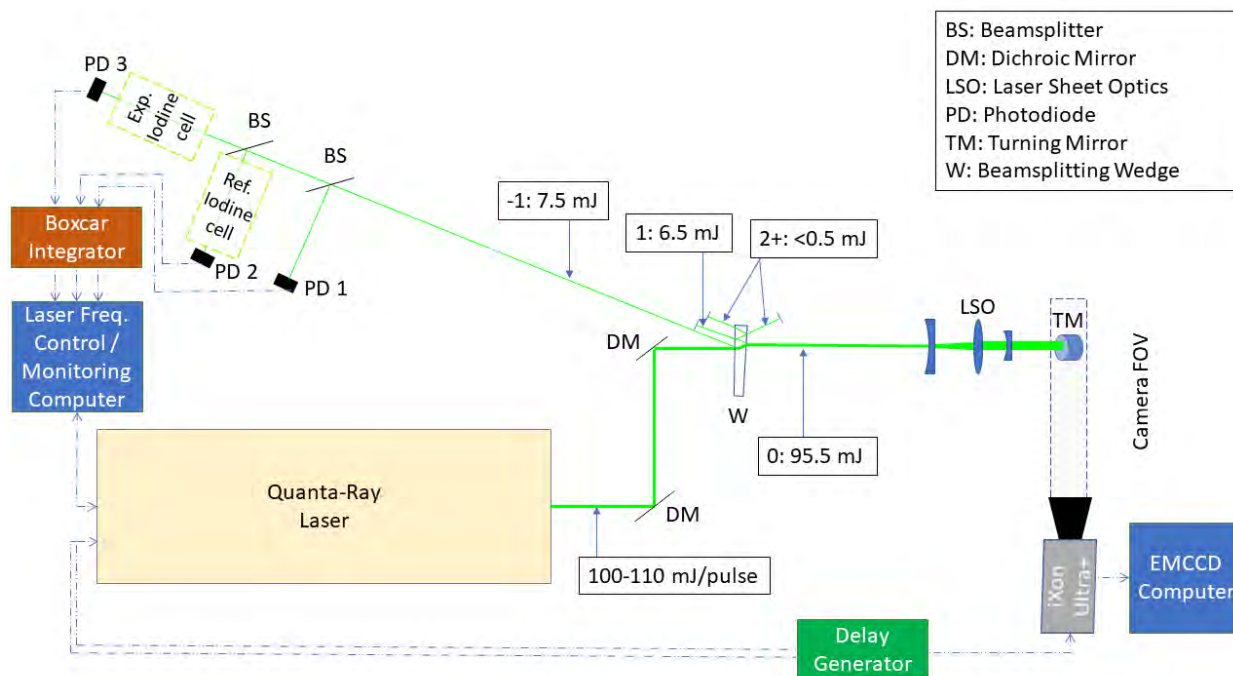 BS: Beamsplitter
DM: Dichroic Mirror
LSO: Laser Sheet Optics
PD: Photodiode
TM: Turning Mirror
W: Beamsplitting Wedge
PD 3
Exp.
Iodine
cell
BS
BS
Ref.
Iodine
cell
PD 2
PD 1
Boxcar
Integrator
Laser Freq.
Control /
Monitoring
Computer
-1: 7.5 mJ
1: 6.5 mJ
2+: <0.5 mJ
DM
W
LSO
TM
Camera FOV
0: 95.5 mJ
Quanta-Ray
Laser
DM
100-110 mJ/pulse
iXon
Ultra+
EMCCD
Computer
Delay
Generator